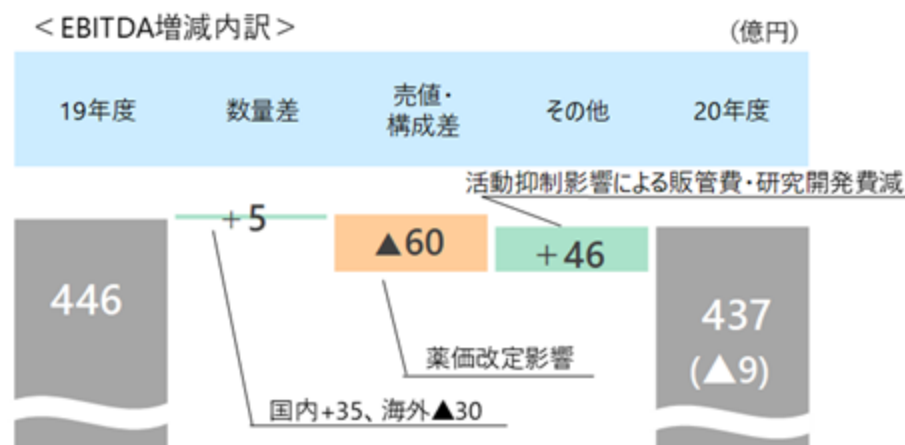 ＜EBITDA増減内訳＞
（億円）
19年度
数量差
売値・
構成差
その他
20年度
活動抑制影響による販管費・研究開発費減
＋5
▲60
＋46
446
437
(▲9)
薬価改定影響
国内+35、海外▲30